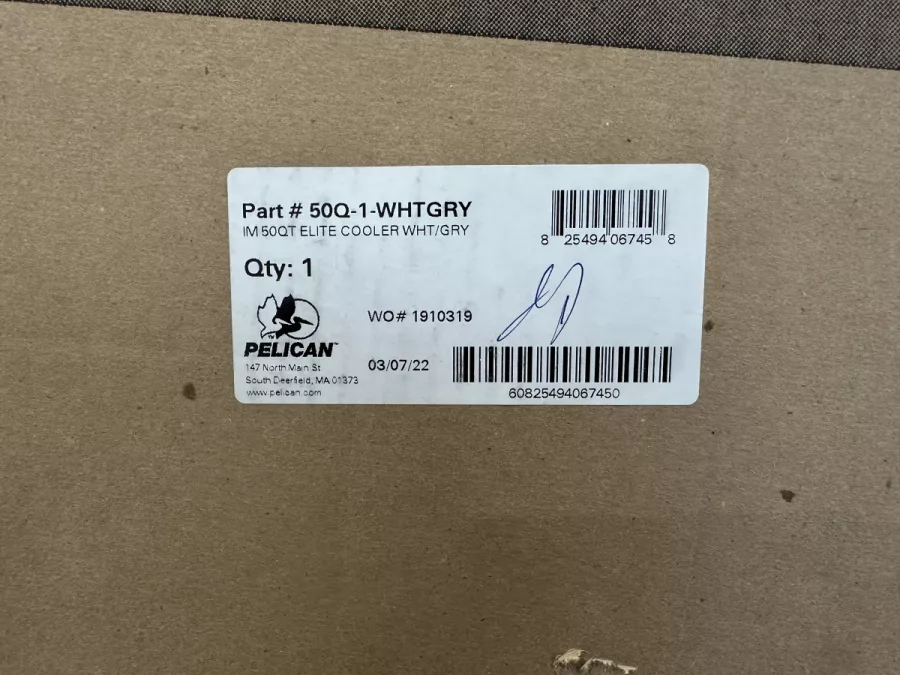 Part # 50Q-1-WHTGRY
IM 50QT ELITE COOLER WHT/GRY
8 25494 06745 8
Qty: 1
WO# 1910319
PELICAN™
147 North Main St
South Deerfield, MA 01373
www.pelican.com
03/07/22
60825494067450